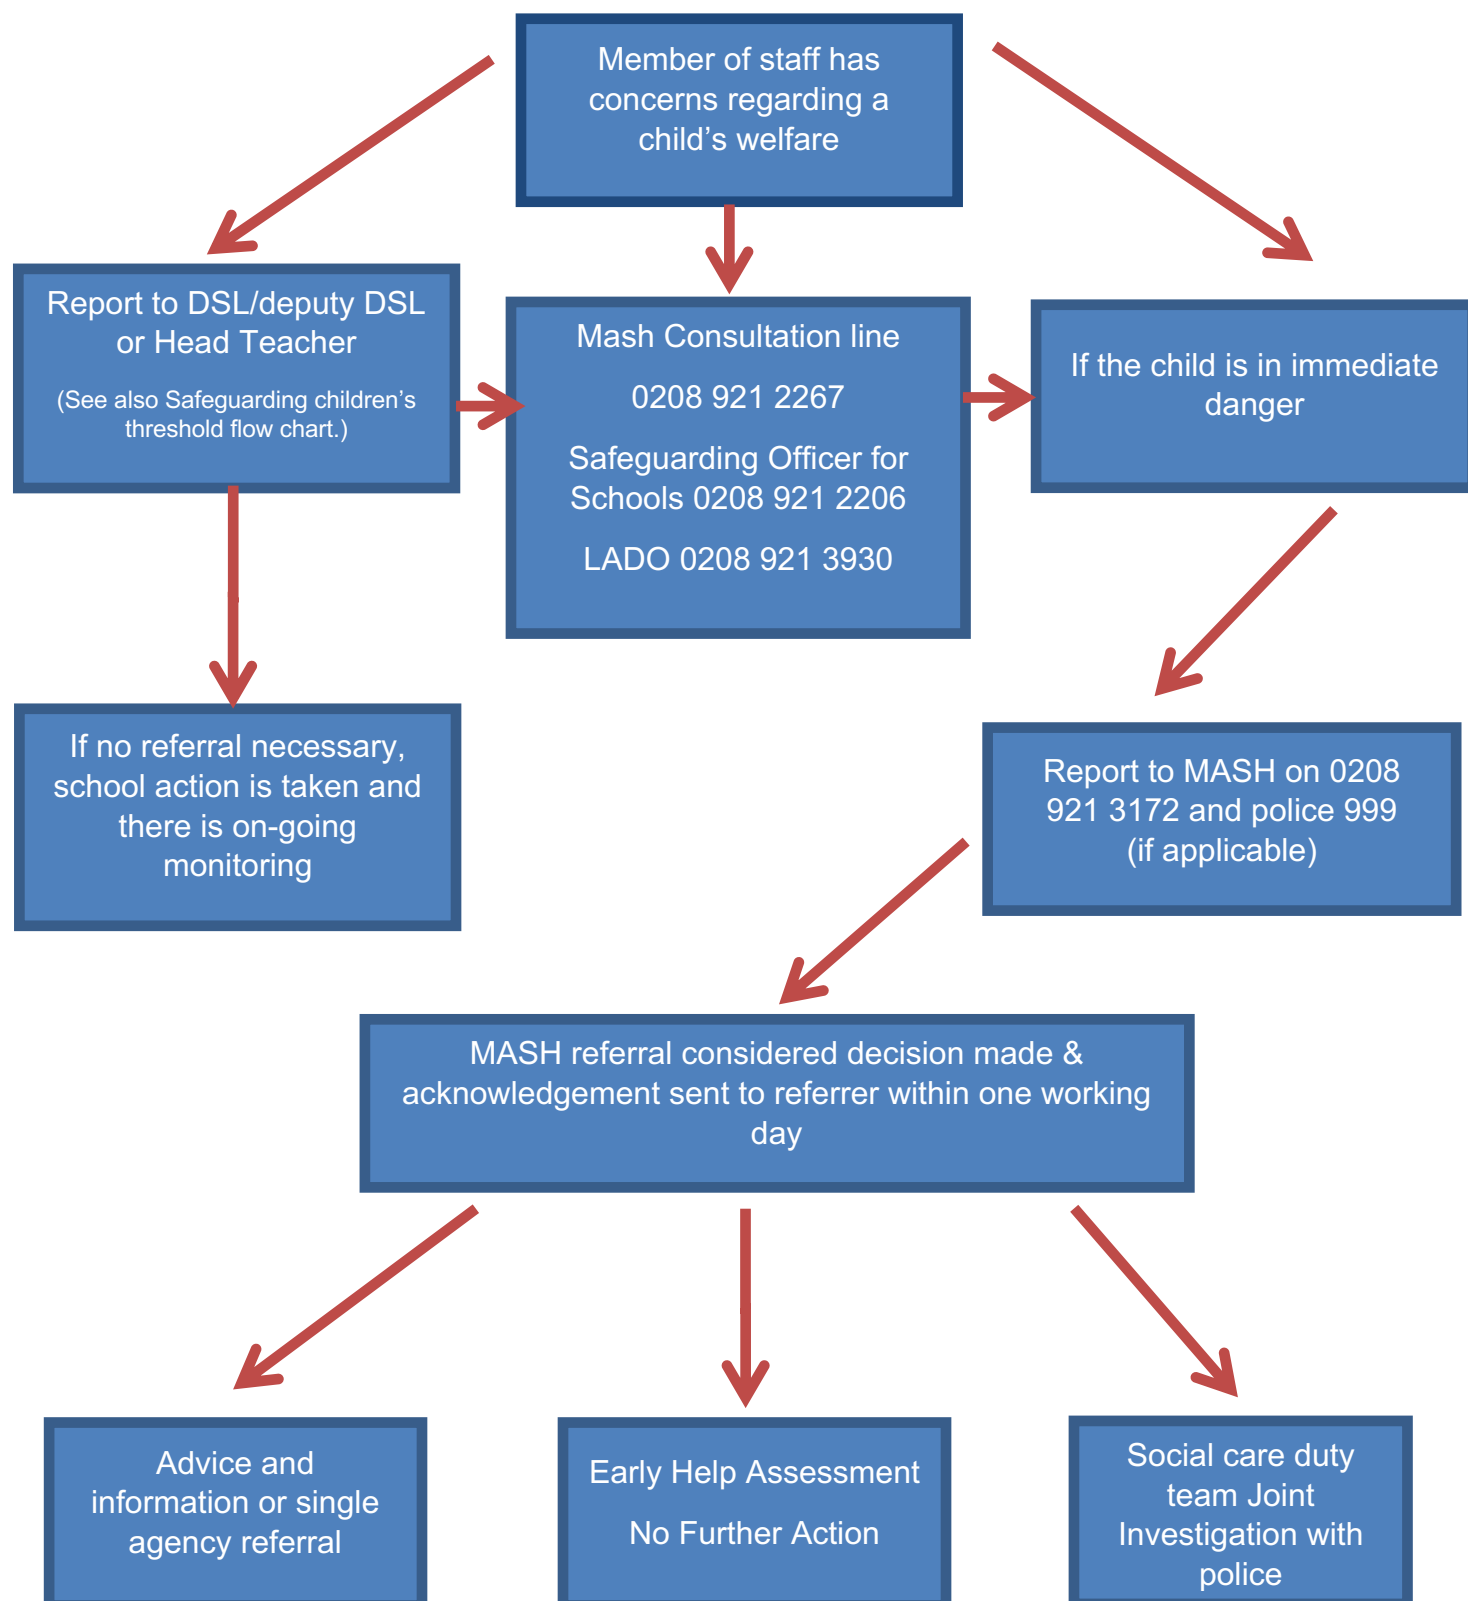 Member of staff has
concerns regarding a
child’s welfare
Report to DSL/deputy DSL
or Head Teacher
(See also Safeguarding children’s
threshold flow chart.)
Mash Consultation line
0208 921 2267
Safeguarding Officer for
Schools 0208 921 2206
LADO 0208 921 3930
If the child is in immediate
danger
If no referral necessary,
school action is taken and
there is on-going
monitoring
Report to MASH on 0208
921 3172 and police 999
(if applicable)
MASH referral considered decision made &
acknowledgement sent to referrer within one working
day
Advice and
information or single
agency referral
Early Help Assessment
No Further Action
Social care duty
team Joint
Investigation with
police